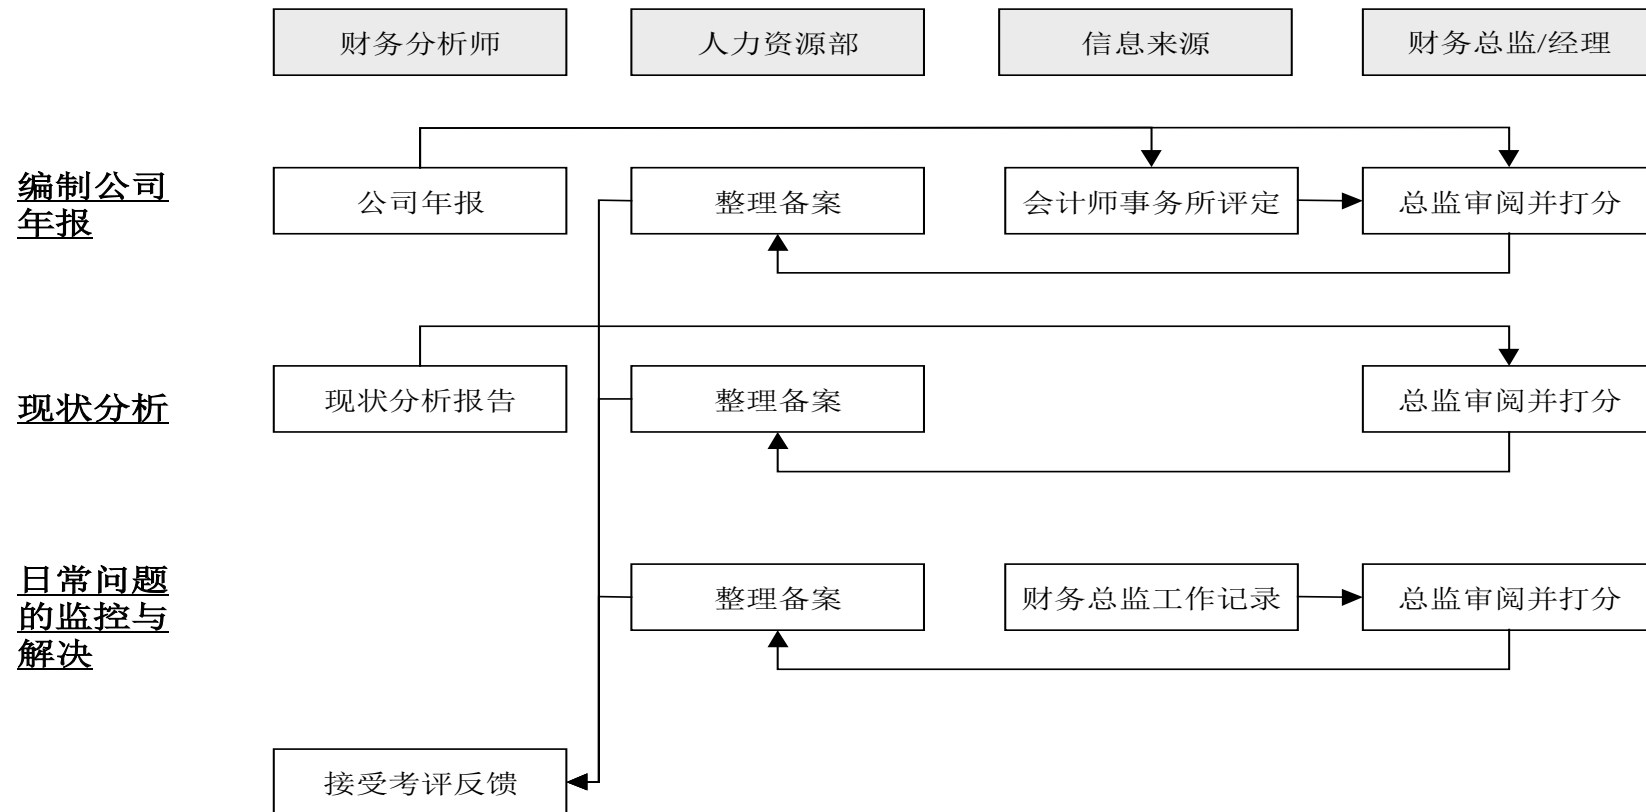 财务分析师
人力资源部
信息来源
财务总监/经理
编制公司
年报
公司年报
整理备案
会计师事务所评定
总监审阅并打分
现状分析
现状分析报告
整理备案
总监审阅并打分
日常问题
的监控与
解决
整理备案
财务总监工作记录
总监审阅并打分
接受考评反馈